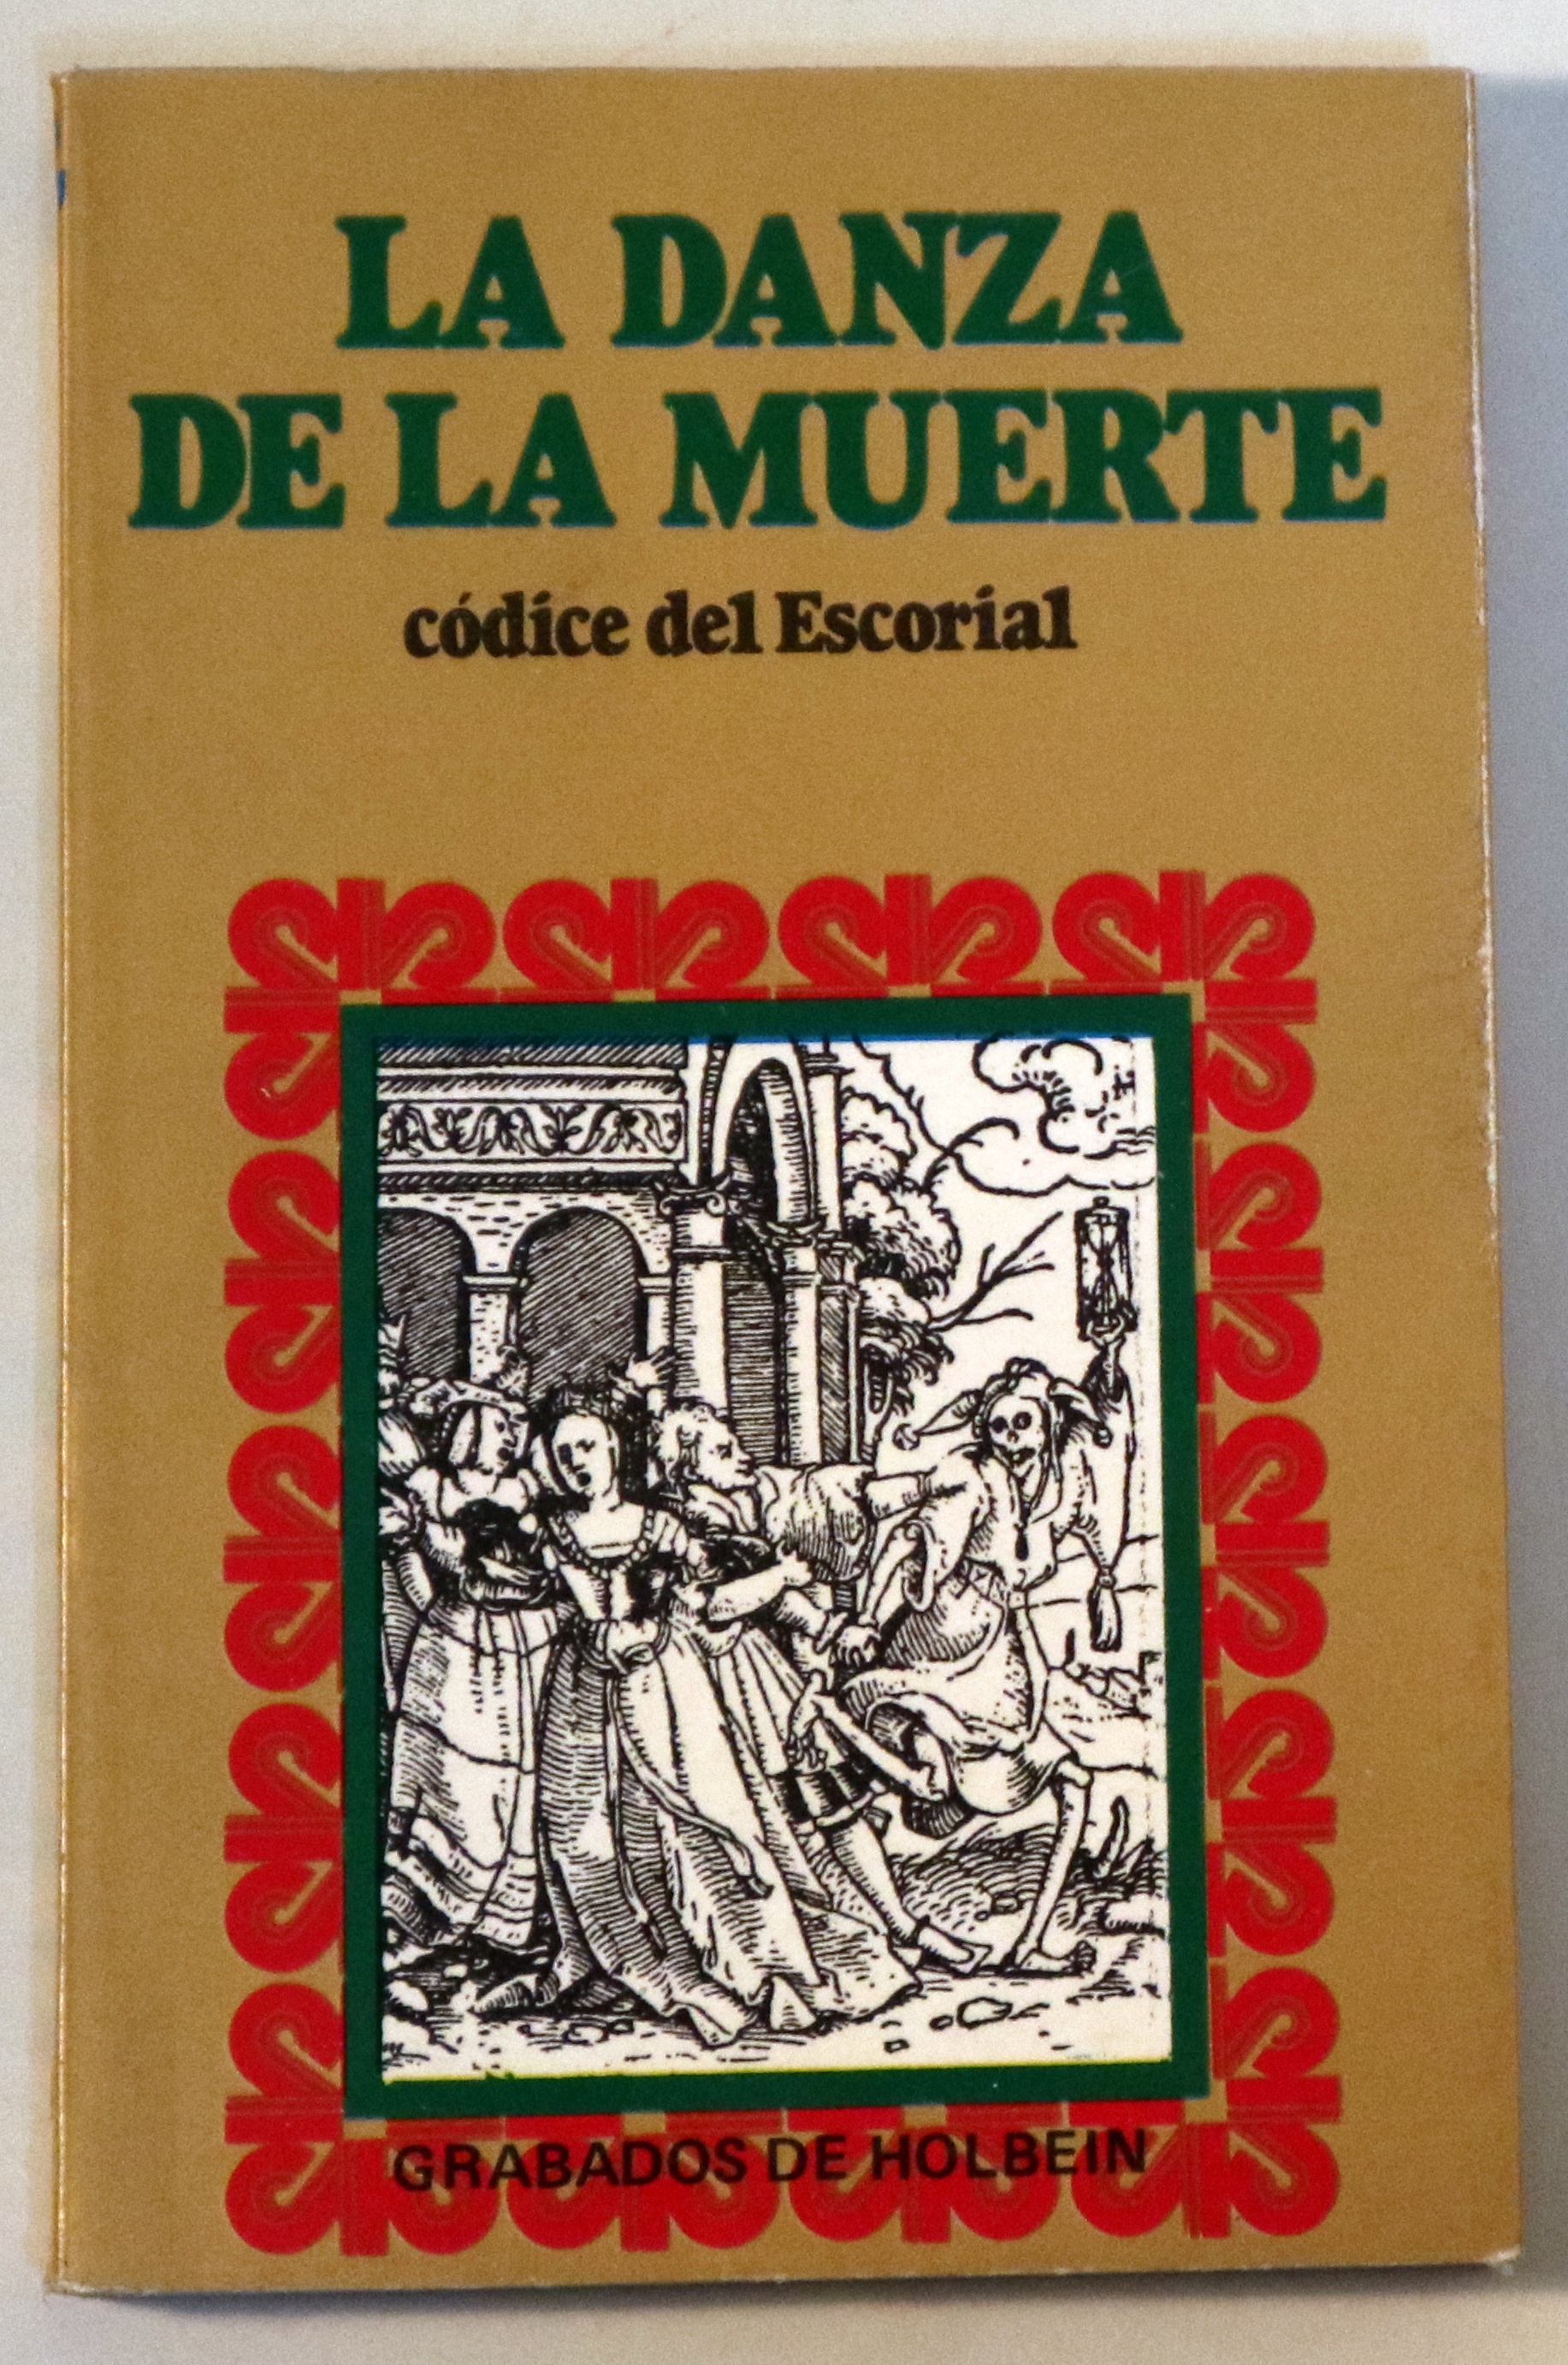 LA DANZA
DE LA MUERTE
códice del Escorial
GRABADOS DE HOLBEIN